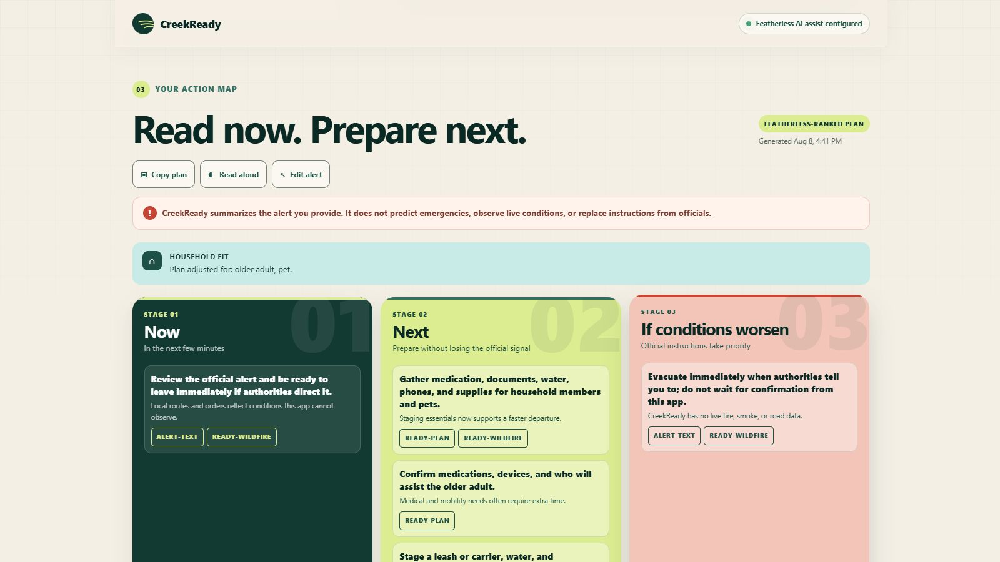 CreekReady
Featherless AI assist configured
03 YOUR ACTION MAP
Read now. Prepare next.
FEATHERLESS-RANKED PLAN
Generated Aug 8, 4:41 PM
Copy plan
Read aloud
Edit alert
! CreekReady summarizes the alert you provide. It does not predict emergencies, observe live conditions, or replace instructions from officials.
HOUSEHOLD FIT
Plan adjusted for: older adult, pet.
01
STAGE 01
Now
In the next few minutes
Review the official alert and be ready to
leave immediately if authorities direct it.
Local routes and orders reflect conditions this app cannot
observe.
ALERT-TEXT
READY-WILDFIRE
02
STAGE 02
Next
Prepare without losing the official signal
Gather medication, documents, water,
phones, and supplies for household members
and pets.
Staging essentials now supports a faster departure.
READY-PLAN
READY-WILDFIRE
Confirm medications, devices, and who will
assist the older adult.
Medical and mobility needs often require extra time.
READY-PLAN
Stage a leash or carrier, water, and
03
STAGE 03
If conditions worsen
Official instructions take priority
Evacuate immediately when authorities tell
you to; do not wait for confirmation from
this app.
CreekReady has no live fire, smoke, or road data.
ALERT-TEXT
READY-WILDFIRE